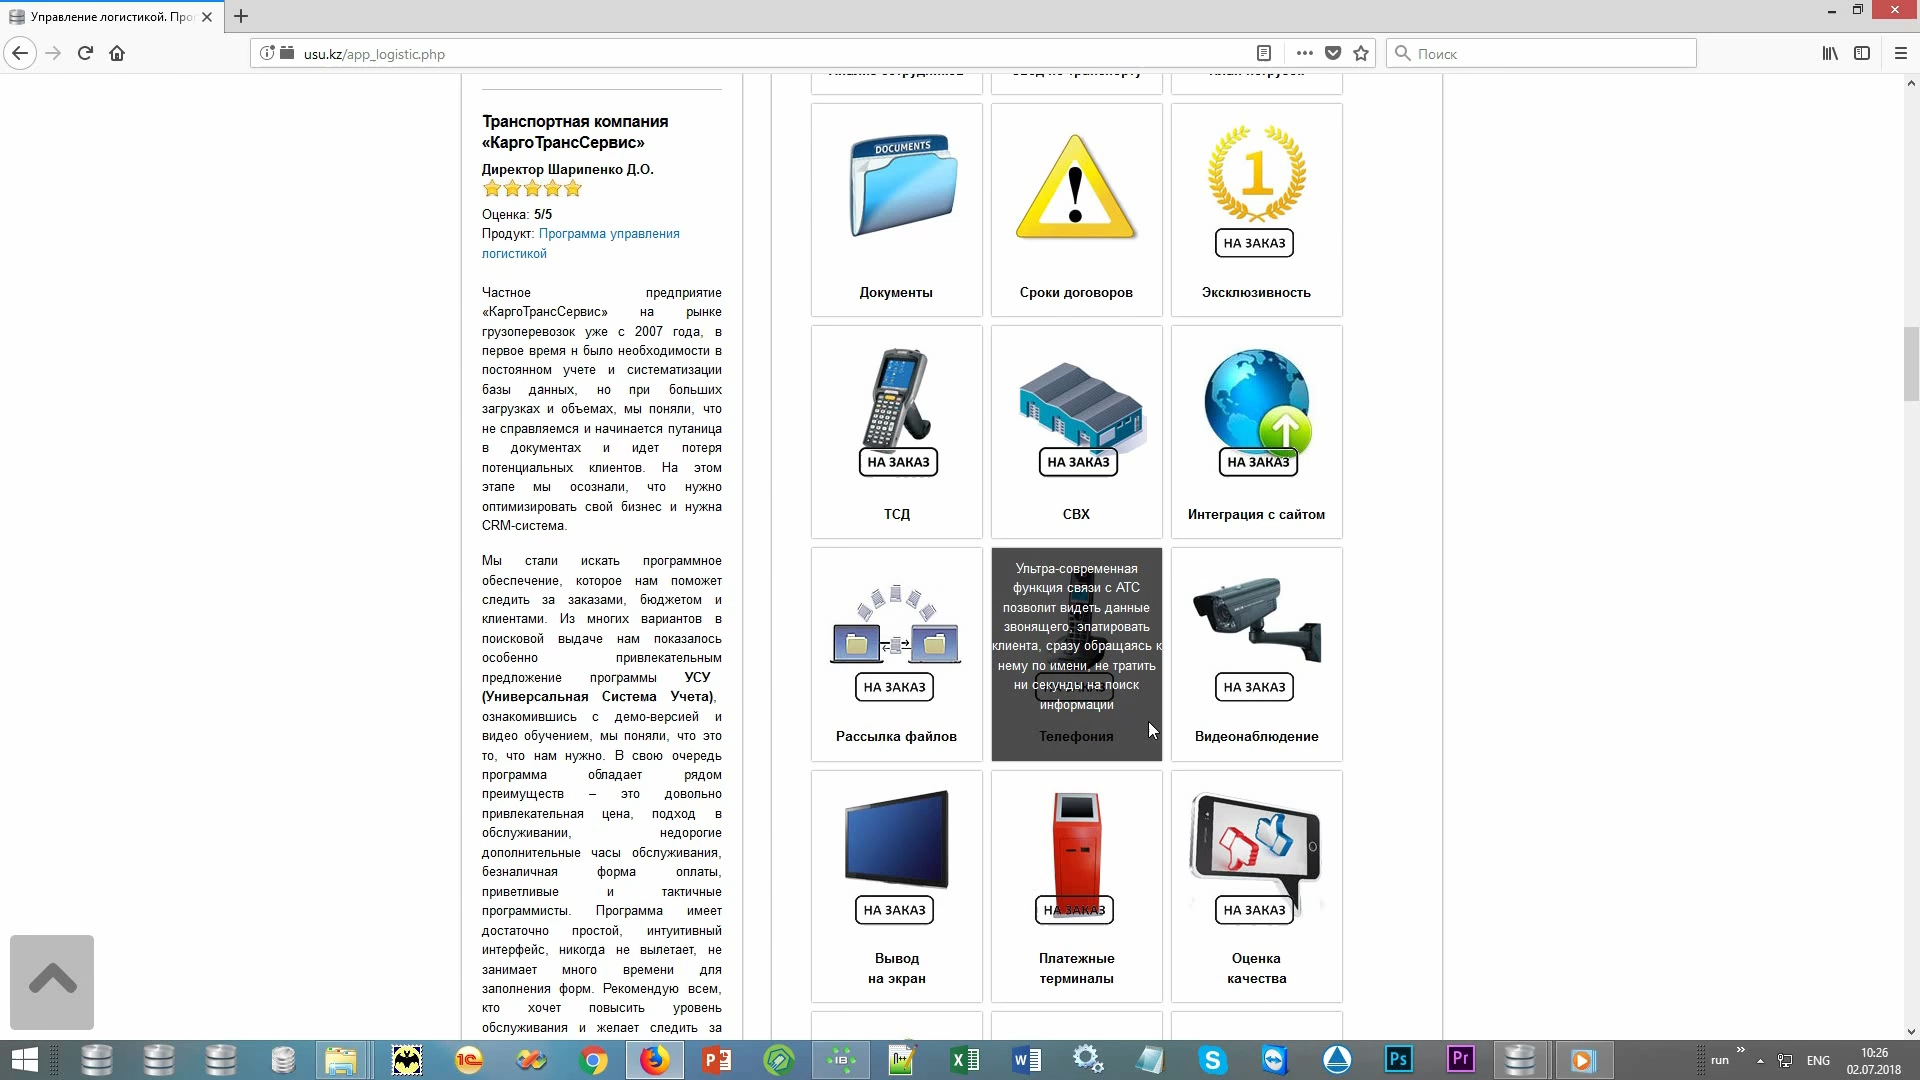 Управление логистикой. Про
usu.kz/app_logistic.php
Поиск
Транспортная компания
«КаргоТрансСервис»
Директор Шарипенко Д.О.
Оценка: 5/5
Продукт: Программа управления
логистикой
Частное предприятие
«КаргоТрансСервис» на рынке
грузоперевозок уже с 2007 года, в
первое время н было необходимости в
постоянном учете и систематизации
базы данных, но при больших
загрузках и объемах, мы поняли, что
не справляемся и начинается путаница
в документах и идет потеря
потенциальных клиентов. На этом
этапе мы осознали, что нужно
оптимизировать свой бизнес и нужна
CRM-система.
Мы стали искать программное
обеспечение, которое нам поможет
следить за заказами, бюджетом и
клиентами. Из многих вариантов в
поисковой выдаче нам показалось
особенно привлекательным
предложение программы УСУ
(Универсальная Система Учета),
ознакомившись с демо-версией и
видео обучением, мы поняли, что это
то, что нам нужно. В свою очередь
программа обладает рядом
преимуществ – это довольно
привлекательная цена, подход в
обслуживании, недорогие
дополнительные часы обслуживания,
безналичная форма оплаты,
приветливые и тактичные
программисты. Программа имеет
достаточно простой, интуитивный
интерфейс, никогда не вылетает, не
занимает много времени для
заполнения форм. Рекомендую всем,
кто хочет повысить уровень
обслуживания и желает следить за
DOCUMENTS
1
НА ЗАКАЗ
Документы
Сроки договоров
Эксклюзивность
НА ЗАКАЗ
НА ЗАКАЗ
НА ЗАКАЗ
ТСД
СВХ
Интеграция с сайтом
НА ЗАКАЗ
Рассылка файлов
Ультра-современная
функция связи с АТС
позволит видеть данные
звонящего, эпатировать
клиента, сразу обращаясь к
нему по имени, не тратить
ни секунды на поиск
информации
Телефония
НА ЗАКАЗ
Видеонаблюдение
НА ЗАКАЗ
НА ЗАКАЗ
НА ЗАКАЗ
Вывод
на экран
Платежные
терминалы
Оценка
качества
run
ENG
10:26
02.07.2018